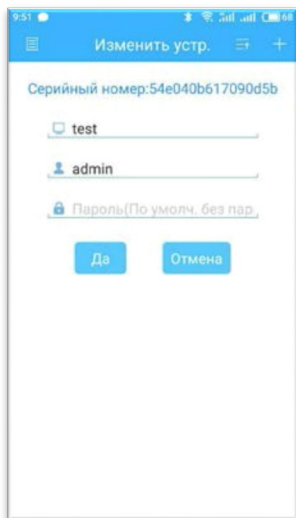 9:51 68
Изменить устр.
Серийный номер:54e040b617090d5b
test
admin
Пароль(По умолч. без пар
Да Отмена